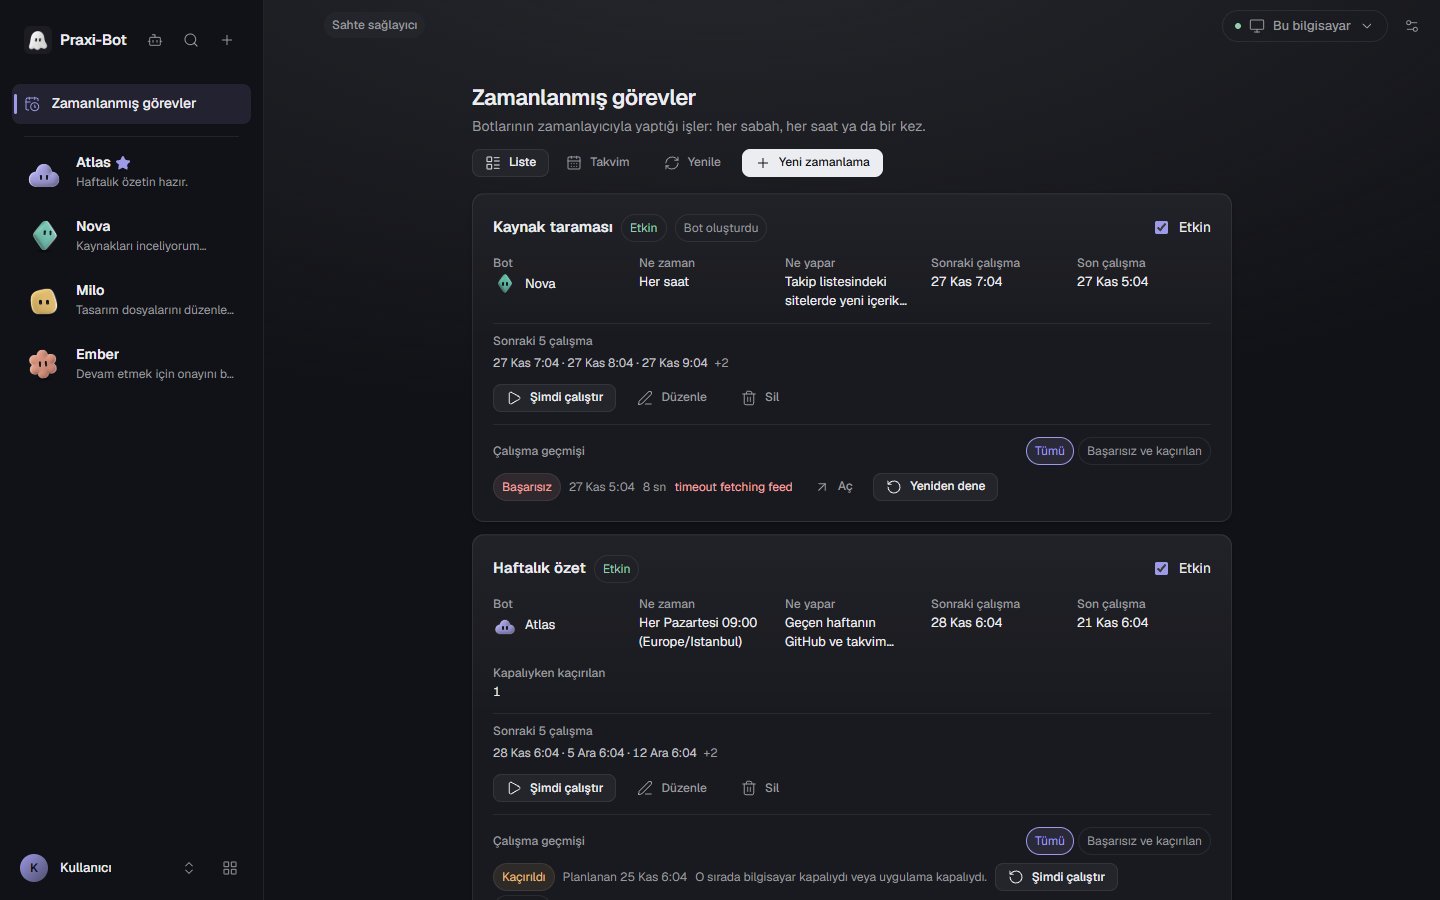 Praxi-Bot
Sahte sağlayıcı
Bu bilgisayar
Zamanlanmış görevler
Atlas
Haftalık özetin hazır.
Nova
Kaynakları inceliyorum...
Milo
Tasarım dosyalarını düzenle...
Ember
Devam etmek için onayını b...
K Kullanıcı
Zamanlanmış görevler
Botlarının zamanlayıcıyla yaptığı işler: her sabah, her saat ya da bir kez.
Liste Takvim Yenile Yeni zamanlama
Kaynak taraması Etkin Bot oluşturdu Etkin
Bot Ne zaman Ne yapar Sonraki çalışma Son çalışma
Nova Her saat Takip listesindeki 27 Kas 7:04 27 Kas 5:04
sitelerde yeni içerik...
Sonraki 5 çalışma
27 Kas 7:04 · 27 Kas 8:04 · 27 Kas 9:04 +2
Şimdi çalıştır Düzenle Sil
Çalışma geçmişi Tümü Başarısız ve kaçırılan
Başarısız 27 Kas 5:04 8 sn timeout fetching feed Aç Yeniden dene
Haftalık özet Etkin Etkin
Bot Ne zaman Ne yapar Sonraki çalışma Son çalışma
Atlas Her Pazartesi 09:00 Geçen haftanın 28 Kas 6:04 21 Kas 6:04
(Europe/Istanbul) GitHub ve takvim...
Kapalıyken kaçırılan
1
Sonraki 5 çalışma
28 Kas 6:04 · 5 Ara 6:04 · 12 Ara 6:04 +2
Şimdi çalıştır Düzenle Sil
Çalışma geçmişi Tümü Başarısız ve kaçırılan
Kaçırıldı Planlanan 25 Kas 6:04 O sırada bilgisayar kapalıydı veya uygulama kapalıydı. Şimdi çalıştır